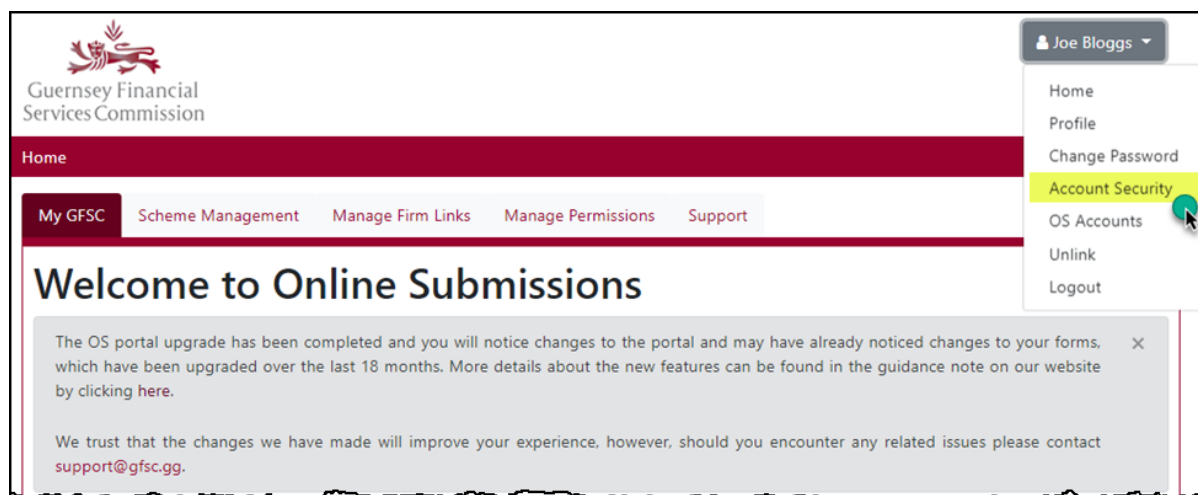 Guernsey Financial
Services Commission
Joe Bloggs
Home
Profile
Change Password
Account Security
OS Accounts
Unlink
Logout
Home
My GFSC Scheme Management Manage Firm Links Manage Permissions Support
Welcome to Online Submissions
The OS portal upgrade has been completed and you will notice changes to the portal and may have already noticed changes to your forms,
which have been upgraded over the last 18 months. More details about the new features can be found in the guidance note on our website
by clicking here.
We trust that the changes we have made will improve your experience, however, should you encounter any related issues please contact
support@gfsc.gg.